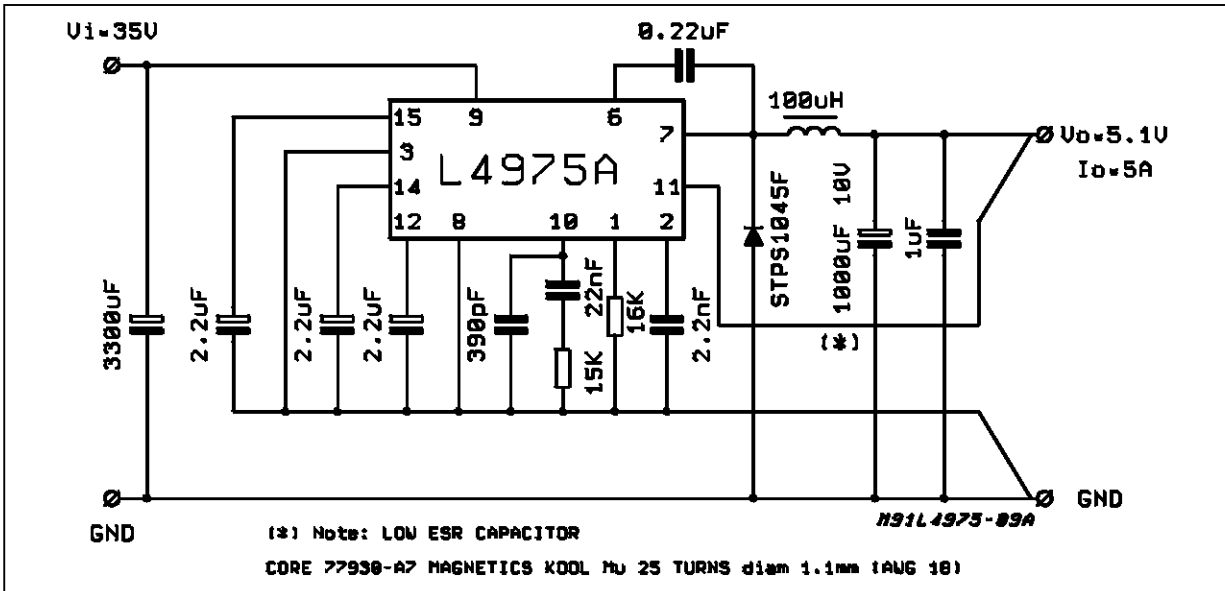 Vi=35V
0.22uF
100uH
15
9
6
7
Vo=5.1V
3
L4975A
Io=5A
14
11
12
8
10
1
2
3300uF
2.2uF
2.2uF
2.2uF
390pF
22nF
15K
16K
2.2nF
STPS1045F
1000uF 10V
1uF
(*)
GND
GND
M91L4975-09A
(*) Note: LOW ESR CAPACITOR
CORE 77930-A7 MAGNETICS KOOL Mu 25 TURNS diam 1.1mm (AWG 18)